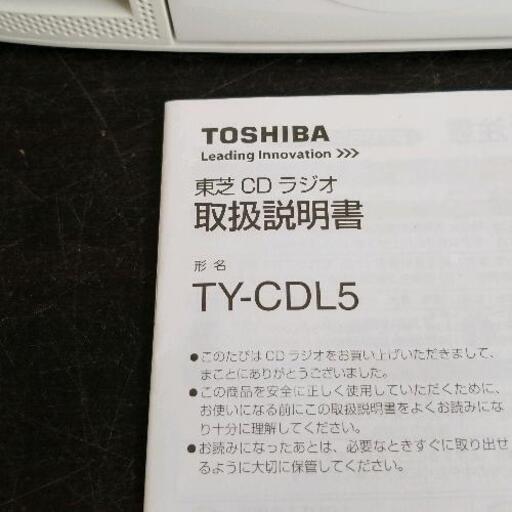 TOSHIBA
Leading Innovation >>>
東芝 CD ラジオ
取扱説明書
形名
TY-CDL5
●このたびは CD ラジオをお買い上げいただきまして、
まことにありがとうございました。
●この商品を安全に正しく使用していただくために、
お使いになる前にこの取扱説明書をよくお読みにな
り十分に理解してください。
●お読みになったあとは、必要なときすぐに取り出せ
るように大切に保管してください。